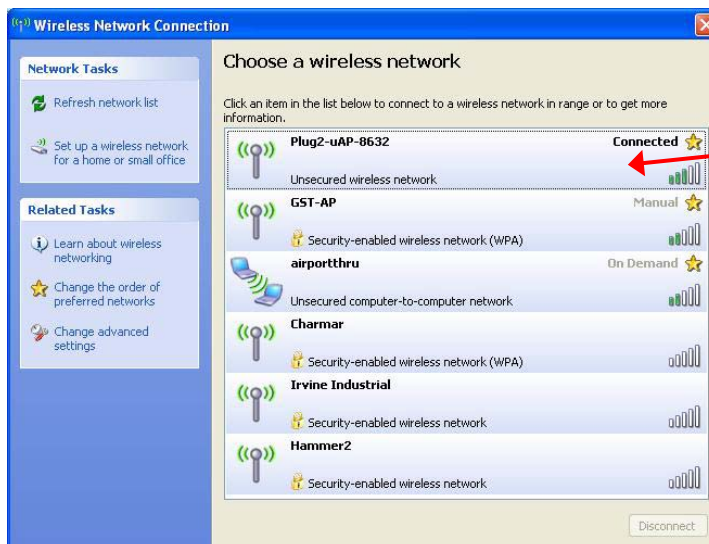 Wireless Network Connection
Network Tasks
Refresh network list
Set up a wireless network
for a home or small office
Related Tasks
Learn about wireless
networking
Change the order of
preferred networks
Change advanced
settings
Choose a wireless network
Click an item in the list below to connect to a wireless network in range or to get more
information.
Plug2-uAP-8632 Connected
Unsecured wireless network
GST-AP Manual
Security-enabled wireless network (WPA)
airportthru On Demand
Unsecured computer-to-computer network
Charmar
Security-enabled wireless network (WPA)
Irvine Industrial
Security-enabled wireless network
Hammer2
Security-enabled wireless network
Disconnect